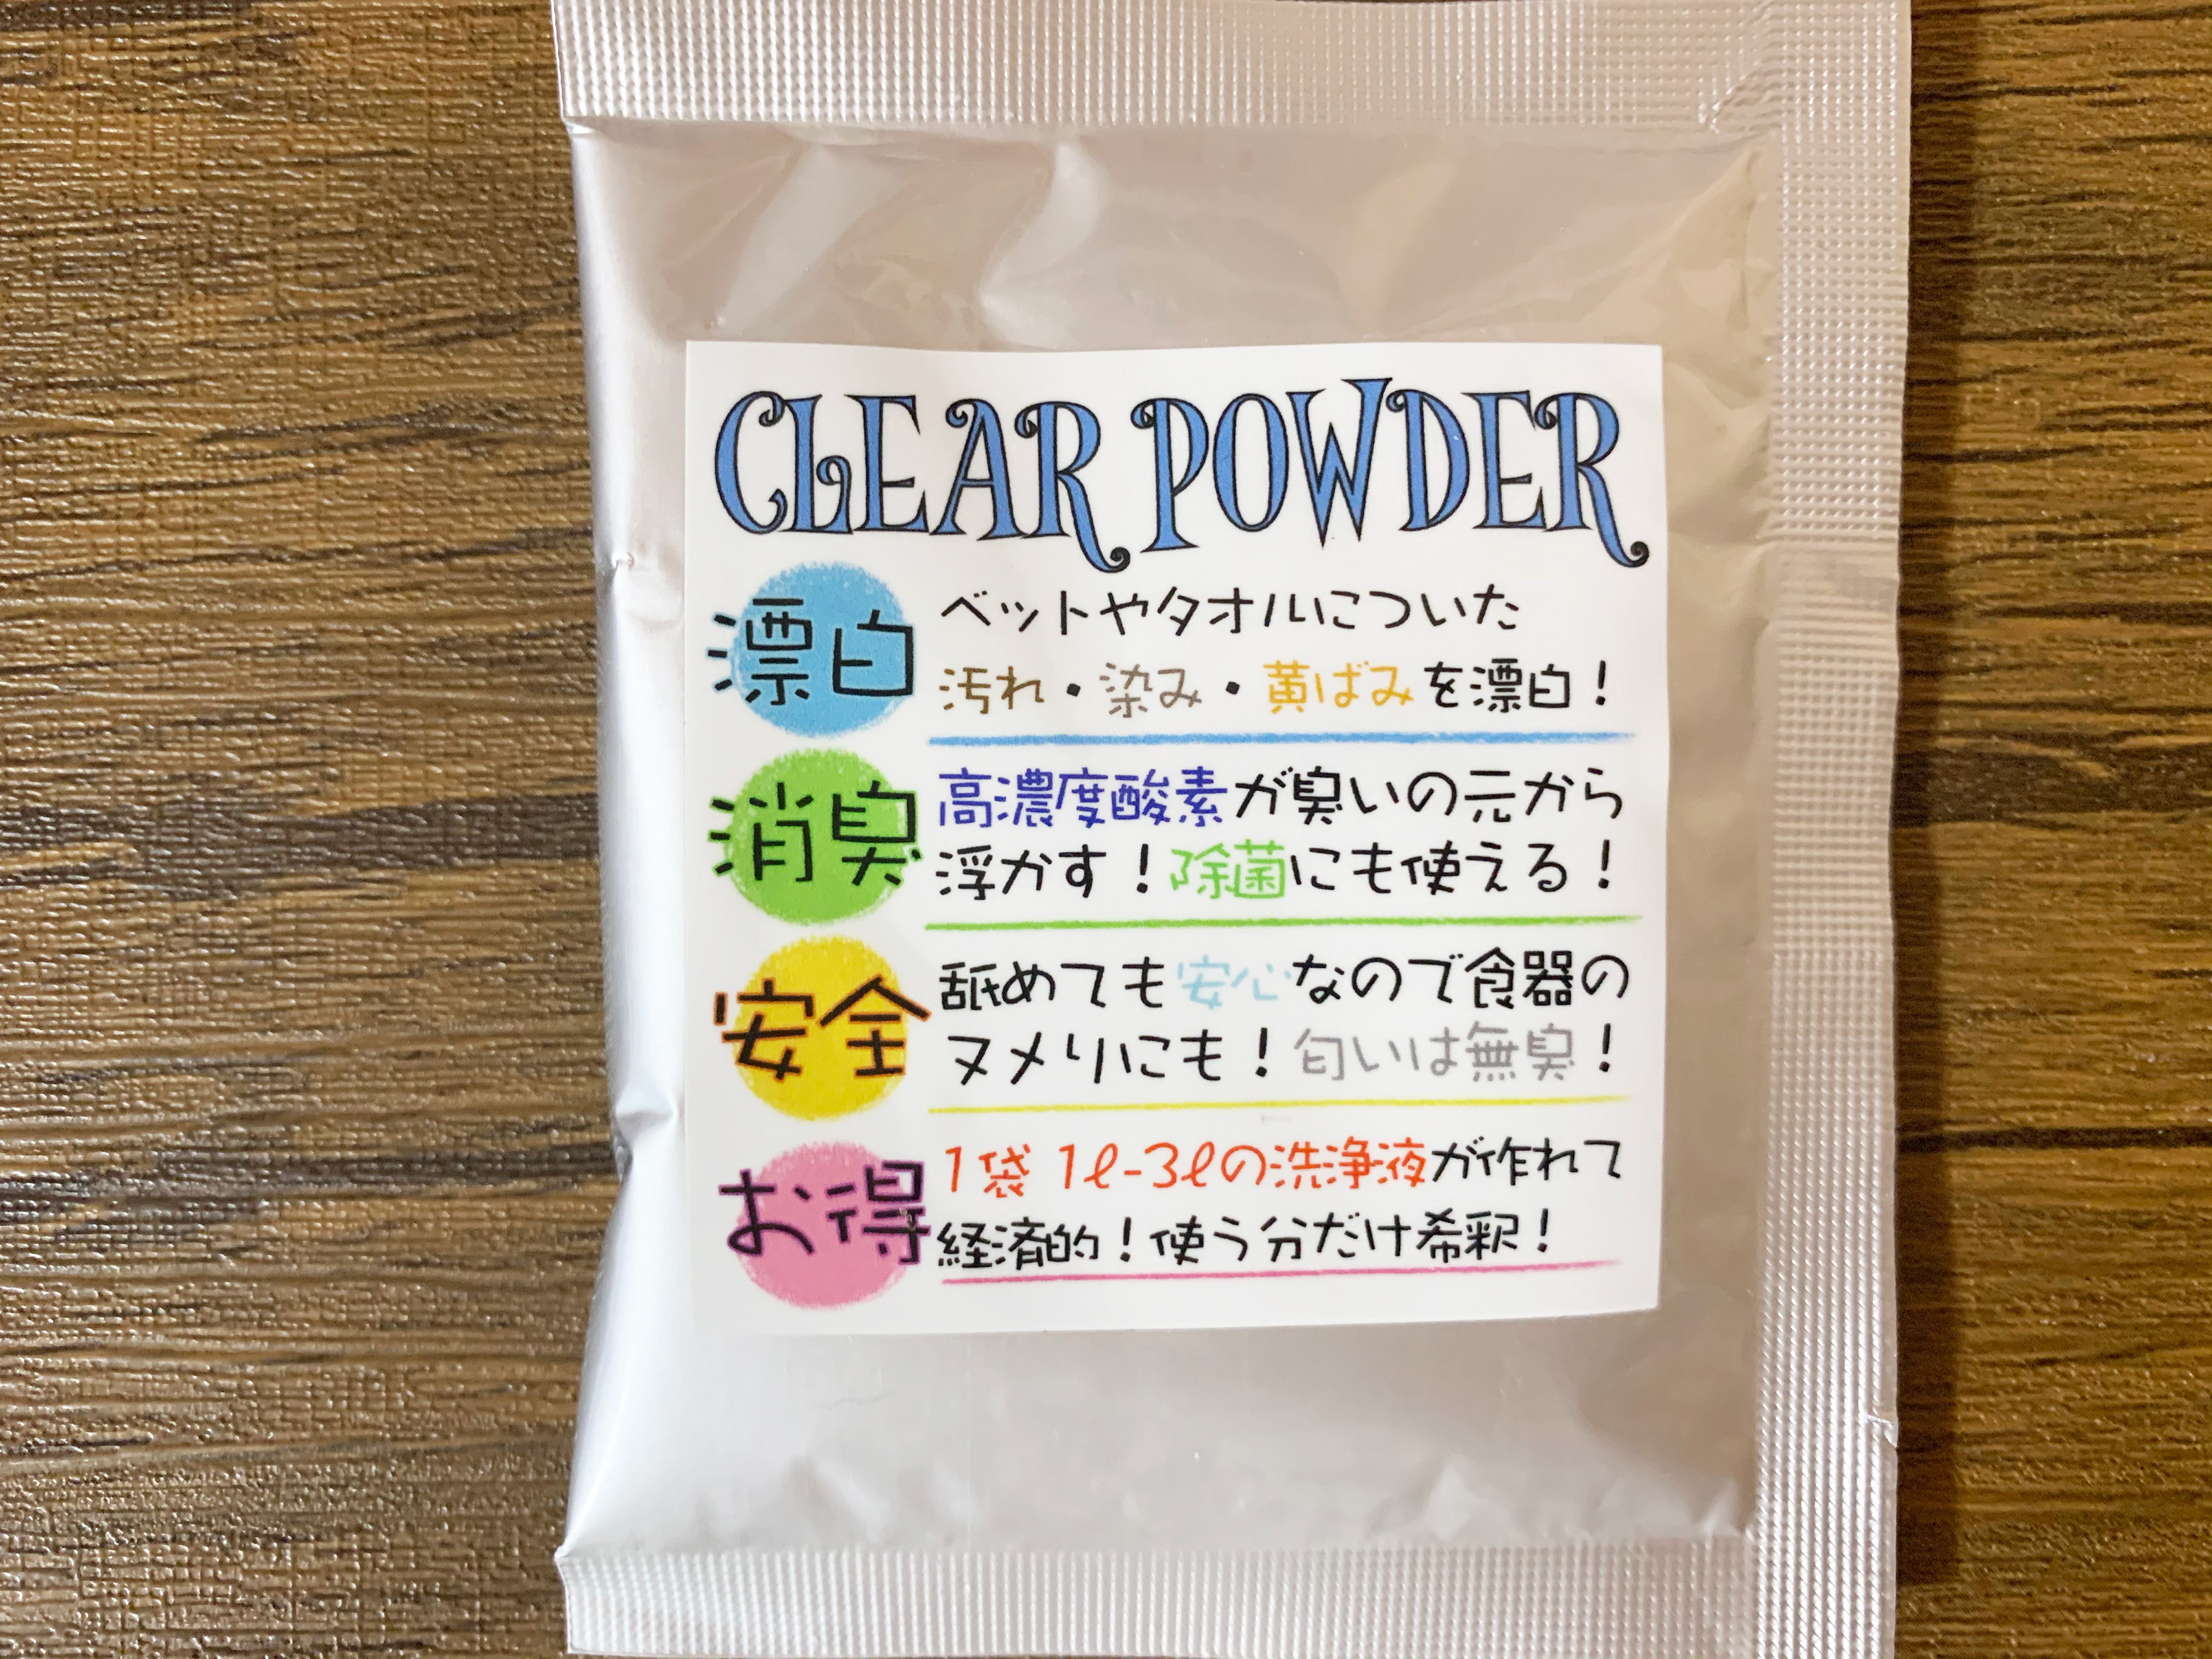 CLEAR POWDER
漂白
ベットやタオルについた
汚れ・染み・黄ばみを漂白！
消臭
高濃度酸素が臭いの元から
浮かす！除菌にも使える！
安全
舐めても安心なので食器の
ヌメリにも！匂いは無臭！
お得
1袋 1ℓ-3ℓの洗浄液が作れて
経済的！使う分だけ希釈！